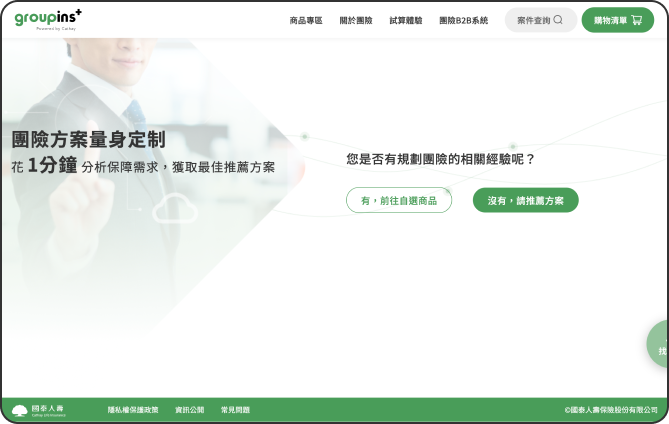 groupins+
Powered by Cathay
商品專區
關於團險
試算體驗
團險B2B系統
案件查詢
購物清單
團險方案量身定制
花 1分鐘 分析保障需求，獲取最佳推薦方案
您是否有規劃團險的相關經驗呢？
有，前往自選商品
沒有，請推薦方案
找
國泰人壽
Cathay Life Insurance
隱私權保護政策
資訊公開
常見問題
©國泰人壽保險股份有限公司